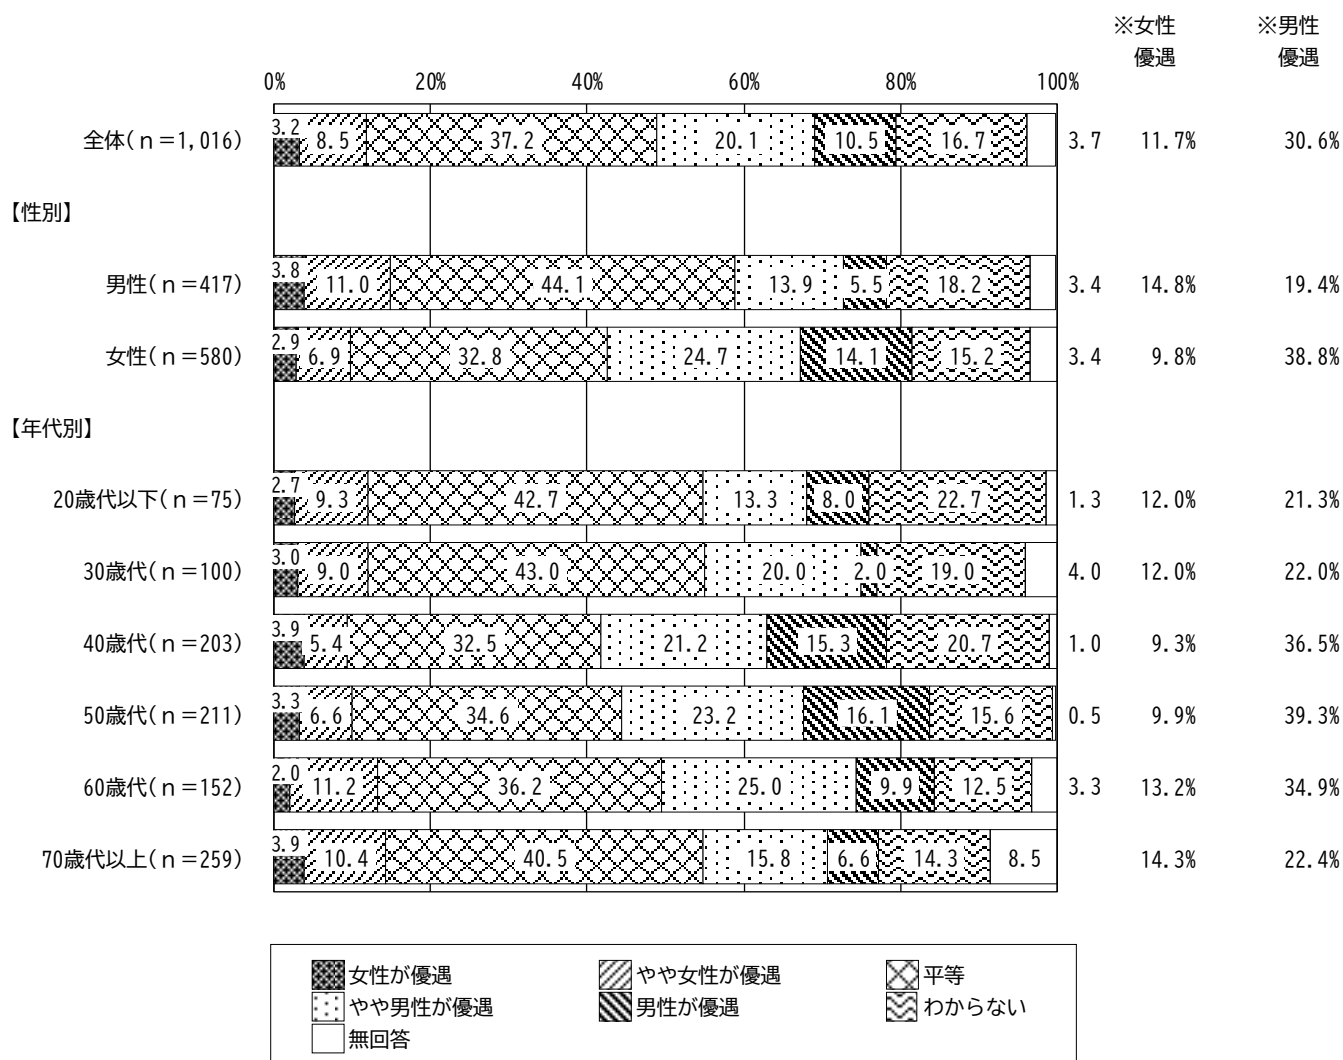 ※女性 ※男性
優遇 優遇
0% 20% 40% 60% 80% 100%
全体(ｎ=1,016) 3.2 8.5 37.2 20.1 10.5 16.7 3.7 11.7% 30.6%
【性別】
男性(ｎ=417) 3.8 11.0 44.1 13.9 5.5 18.2 3.4 14.8% 19.4%
女性(ｎ=580) 2.9 6.9 32.8 24.7 14.1 15.2 3.4 9.8% 38.8%
【年代別】
20歳代以下(ｎ=75) 2.7 9.3 42.7 13.3 8.0 22.7 1.3 12.0% 21.3%
30歳代(ｎ=100) 3.0 9.0 43.0 20.0 2.0 19.0 4.0 12.0% 22.0%
40歳代(ｎ=203) 3.9 5.4 32.5 21.2 15.3 20.7 1.0 9.3% 36.5%
50歳代(ｎ=211) 3.3 6.6 34.6 23.2 16.1 15.6 0.5 9.9% 39.3%
60歳代(ｎ=152) 2.0 11.2 36.2 25.0 9.9 12.5 3.3 13.2% 34.9%
70歳代以上(ｎ=259) 3.9 10.4 40.5 15.8 6.6 14.3 8.5 14.3% 22.4%
女性が優遇 やや女性が優遇 平等
やや男性が優遇 男性が優遇 わからない
無回答